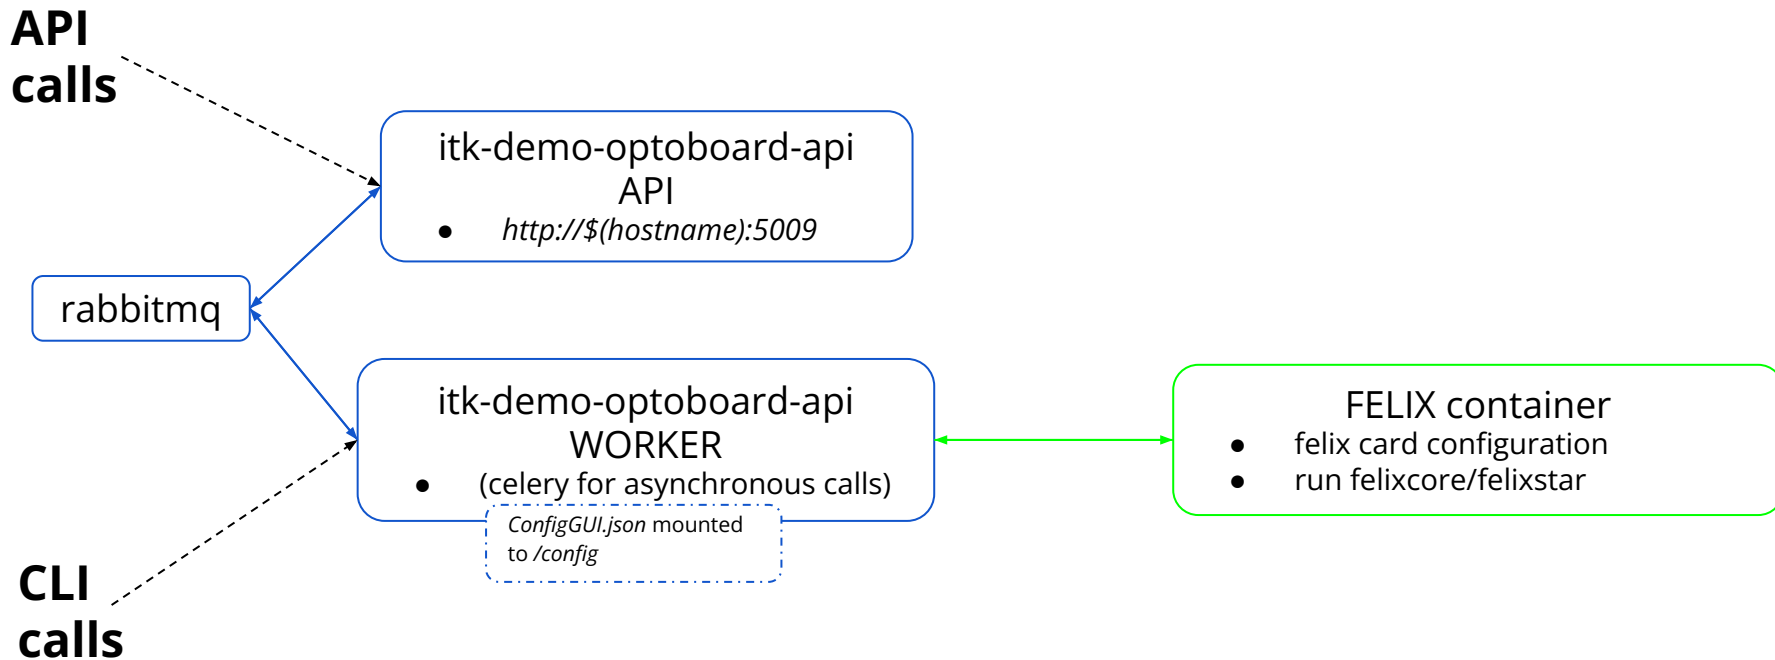 API
calls
itk-demo-optoboard-api
API
● http://$(hostname):5009
rabbitmq
itk-demo-optoboard-api
WORKER
● (celery for asynchronous calls)
ConfigGUI.json mounted
to /config
FELIX container
● felix card configuration
● run felixcore/felixstar
CLI
calls